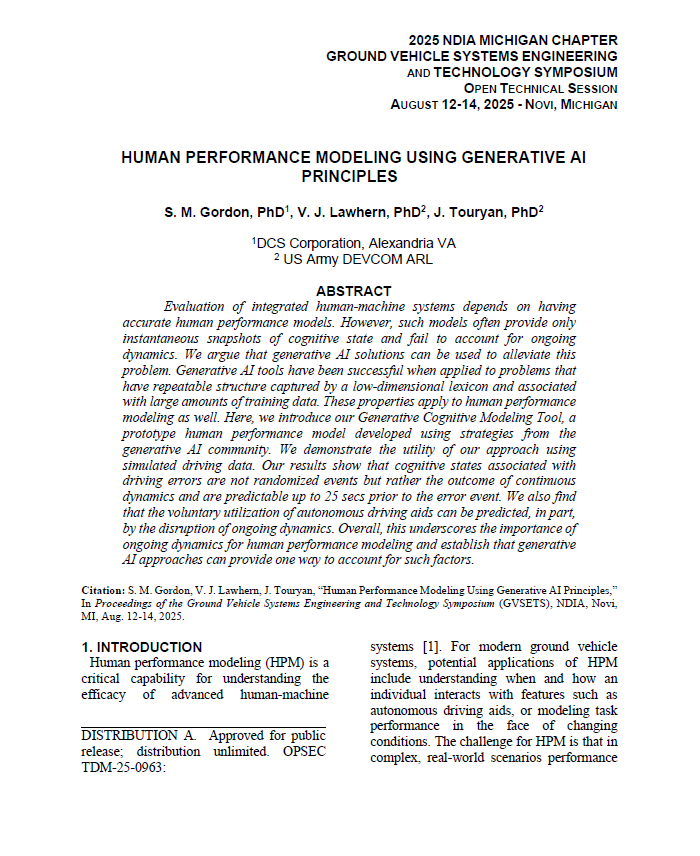 2025 NDIA MICHIGAN CHAPTER
GROUND VEHICLE SYSTEMS ENGINEERING
AND TECHNOLOGY SYMPOSIUM
OPEN TECHNICAL SESSION
AUGUST 12-14, 2025 - NOVI, MICHIGAN
HUMAN PERFORMANCE MODELING USING GENERATIVE AI
PRINCIPLES
S. M. Gordon, PhD¹, V. J. Lawhern, PhD², J. Touryan, PhD²
¹DCS Corporation, Alexandria VA
² US Army DEVCOM ARL
ABSTRACT
Evaluation of integrated human-machine systems depends on having
accurate human performance models. However, such models often provide only
instantaneous snapshots of cognitive state and fail to account for ongoing
dynamics. We argue that generative AI solutions can be used to alleviate this
problem. Generative AI tools have been successful when applied to problems that
have repeatable structure captured by a low-dimensional lexicon and associated
with large amounts of training data. These properties apply to human performance
modeling as well. Here, we introduce our Generative Cognitive Modeling Tool, a
prototype human performance model developed using strategies from the
generative AI community. We demonstrate the utility of our approach using
simulated driving data. Our results show that cognitive states associated with
driving errors are not randomized events but rather the outcome of continuous
dynamics and are predictable up to 25 secs prior to the error event. We also find
that the voluntary utilization of autonomous driving aids can be predicted, in part,
by the disruption of ongoing dynamics. Overall, this underscores the importance of
ongoing dynamics for human performance modeling and establish that generative
AI approaches can provide one way to account for such factors.
Citation: S. M. Gordon, V. J. Lawhern, J. Touryan, “Human Performance Modeling Using Generative AI Principles,”
In Proceedings of the Ground Vehicle Systems Engineering and Technology Symposium (GVSETS), NDIA, Novi,
MI, Aug. 12-14, 2025.
1. INTRODUCTION
Human performance modeling (HPM) is a
critical capability for understanding the
efficacy of advanced human-machine
DISTRIBUTION A. Approved for public
release; distribution unlimited. OPSEC
TDM-25-0963:
systems [1]. For modern ground vehicle
systems, potential applications of HPM
include understanding when and how an
individual interacts with features such as
autonomous driving aids, or modeling task
performance in the face of changing
conditions. The challenge for HPM is that in
complex, real-world scenarios performance